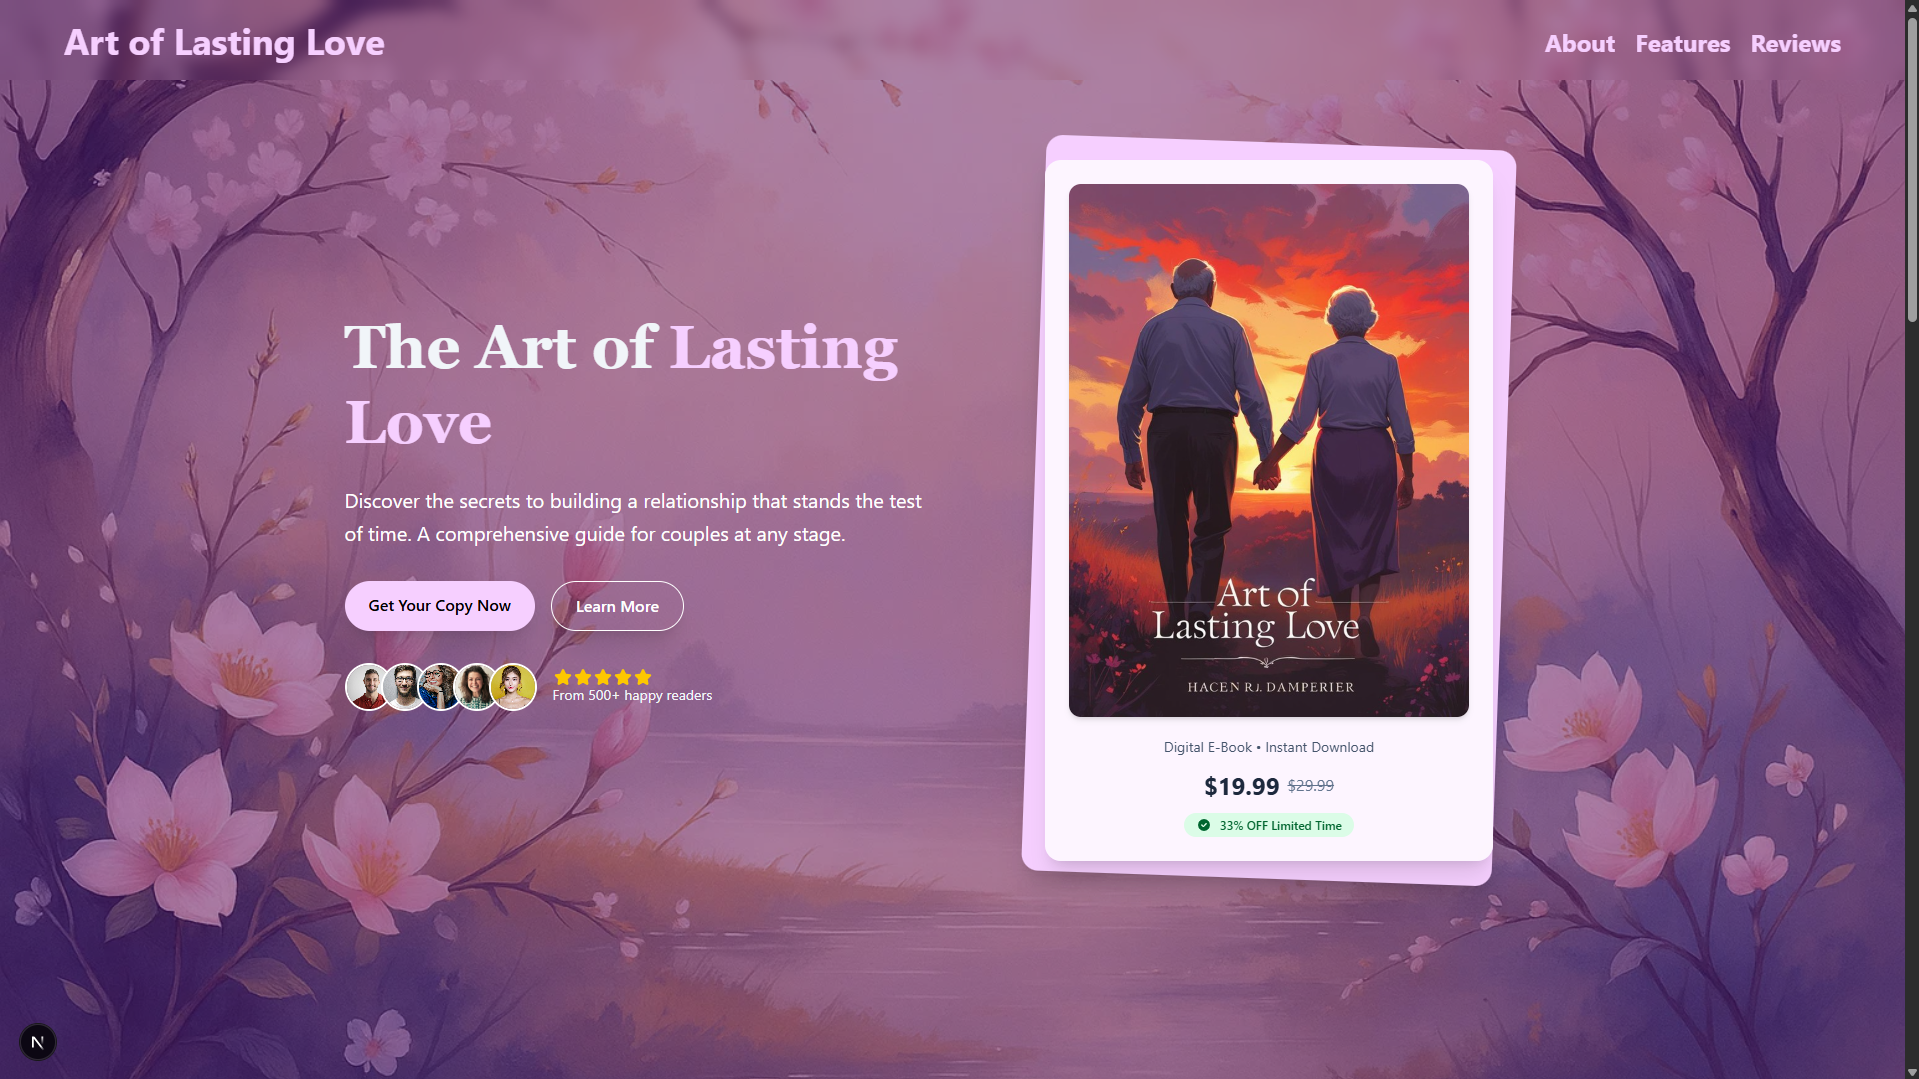 Art of Lasting Love
About Features Reviews
The Art of Lasting
Love
Discover the secrets to building a relationship that stands the test
of time. A comprehensive guide for couples at any stage.
Get Your Copy Now
Learn More
From 500+ happy readers
Art of
Lasting Love
HACEN R.J. DAMPERIER
Digital E-Book • Instant Download
$19.99 $29.99
33% OFF Limited Time
N